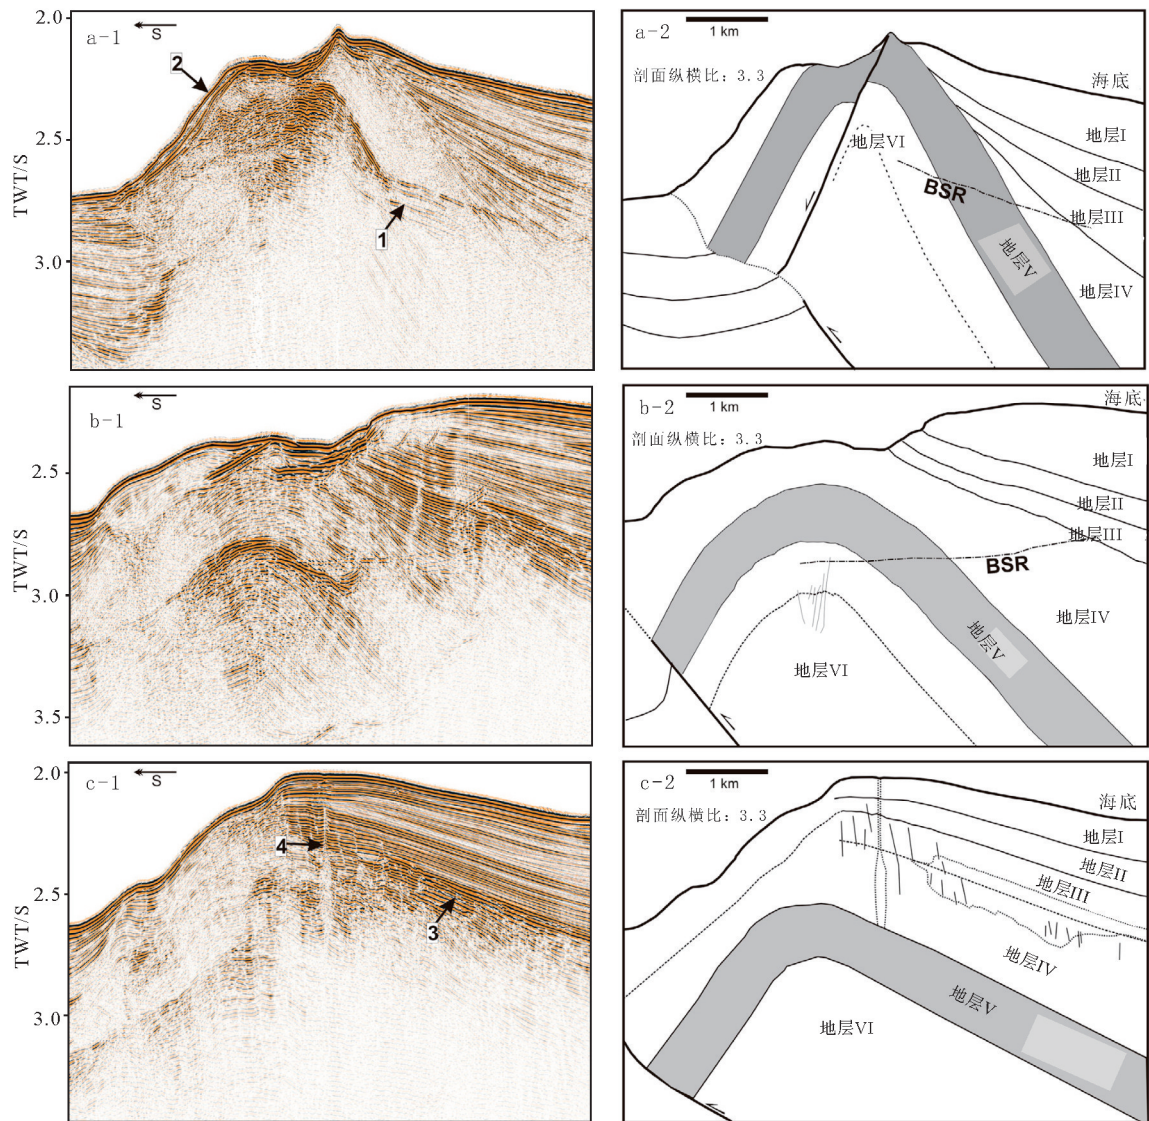 2.0
a-1
S
2
2.5
TWT/S
1
3.0
a-2
1 km
剖面纵横比: 3.3
海底
地层I
地层VI
地层II
BSR
地层III
地层V
地层IV
b-1
S
2.5
TWT/S
3.0
3.5
b-2
1 km
海底
剖面纵横比: 3.3
地层I
地层II
地层III
BSR
地层IV
地层V
地层VI
2.0
c-1
S
4
2.5
3
TWT/S
3.0
c-2
1 km
海底
剖面纵横比: 3.3
地层I
地层II
地层III
地层IV
地层V
地层VI